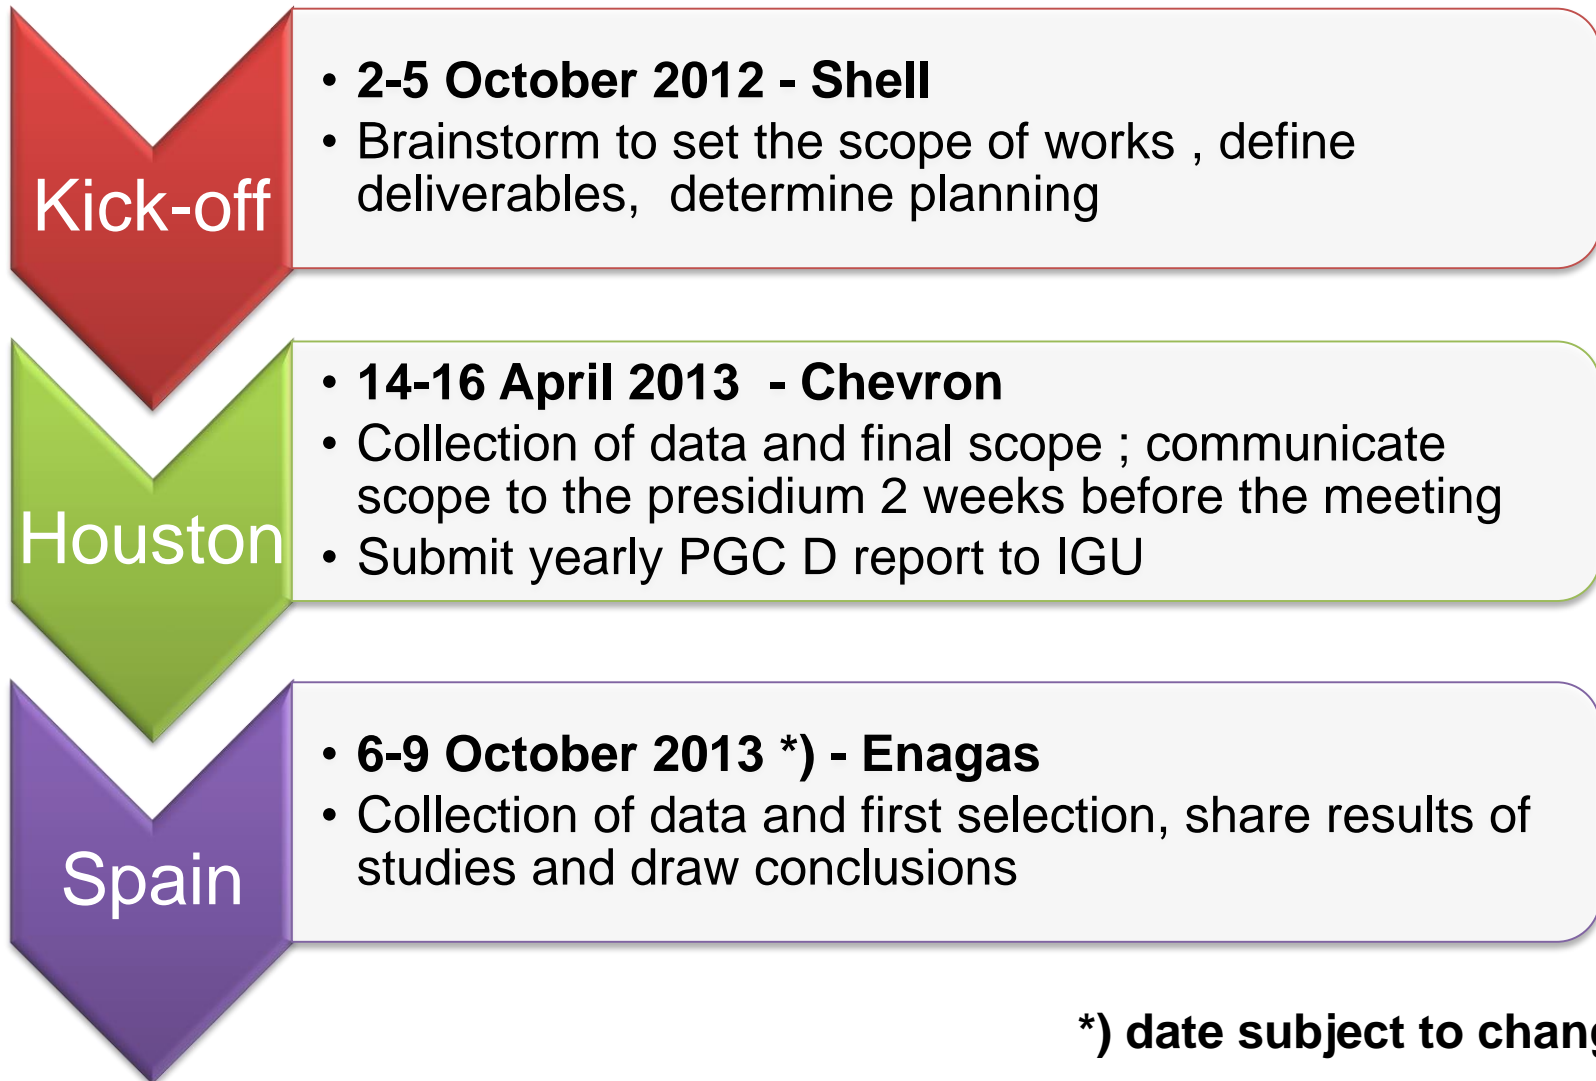 Kick-off
• 2-5 October 2012 - Shell
• Brainstorm to set the scope of works , define
deliverables, determine planning
Houston
• 14-16 April 2013 - Chevron
• Collection of data and final scope ; communicate
scope to the presidium 2 weeks before the meeting
• Submit yearly PGC D report to IGU
Spain
• 6-9 October 2013 *) - Enagas
• Collection of data and first selection, share results of
studies and draw conclusions
*) date subject to chang